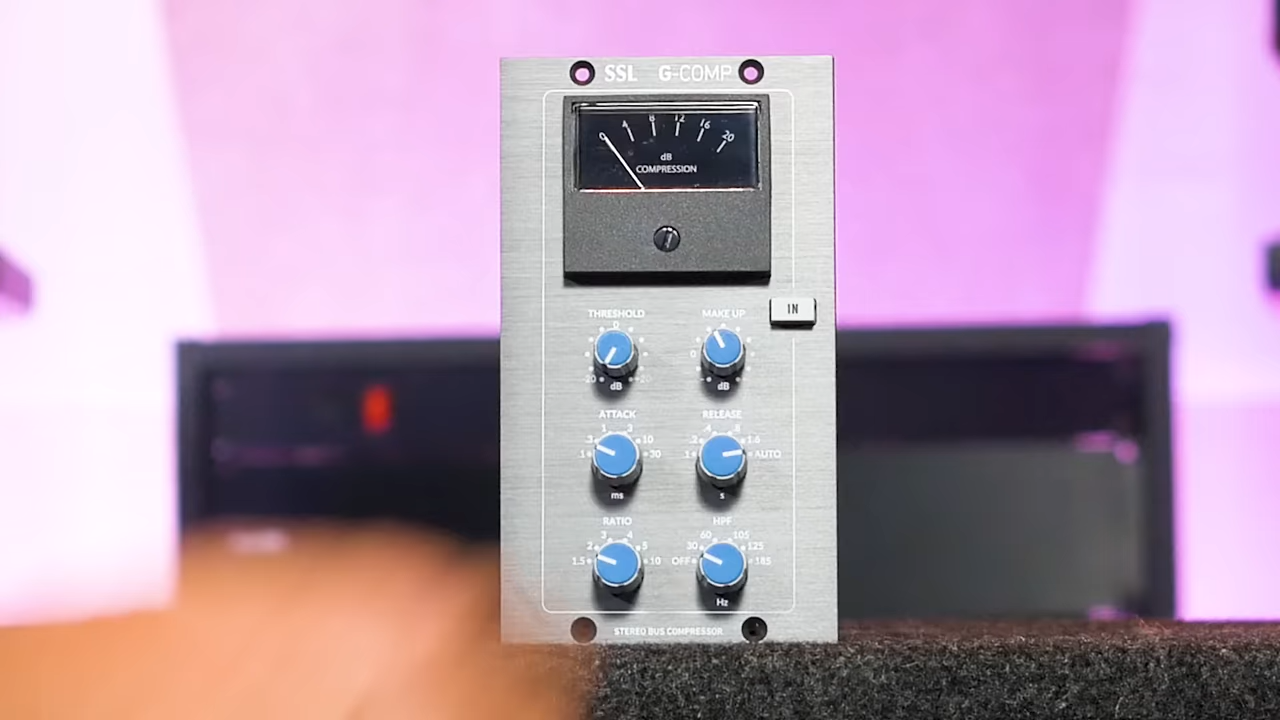 SSL G-COMP
0 4 8 12 16 20
dB
COMPRESSION
IN
THRESHOLD MAKE UP
0
0
-20 +20 - +
dB dB
ATTACK RELEASE
1 3 .4 .8
.3 10 .2 1.6
.1 30 .1 AUTO
ms s
RATIO HPF
3 4 60 105
2 5 30 125
1.5 10 OFF 185
Hz
STEREO BUS COMPRESSOR